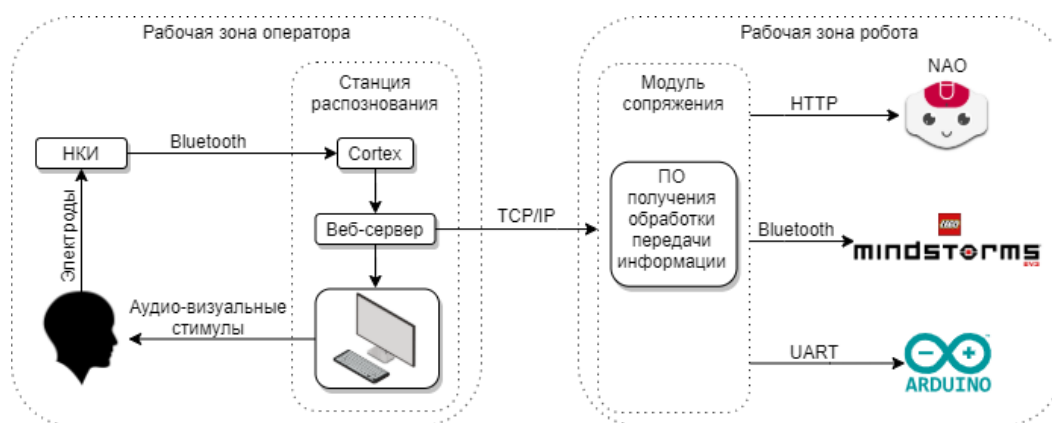 Рабочая зона оператора
Станция
распознования
НКИ
Bluetooth
Cortex
Электроды
Веб-сервер
Аудио-визуальные
стимулы
TCP/IP
Рабочая зона робота
Модуль
сопряжения
ПО
получения
обработки
передачи
информации
HTTP
NAO
Bluetooth
LEGO
mindstorms
EV3
UART
ARDUINO